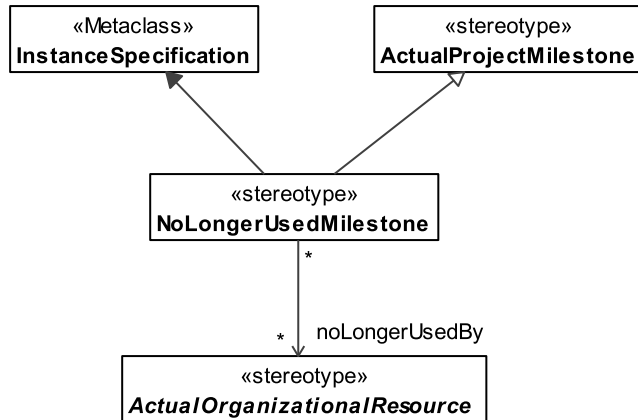 «Metaclass»
InstanceSpecification
«stereotype»
ActualProjectMilestone
«stereotype»
NoLongerUsedMilestone
*
*
noLongerUsedBy
«stereotype»
ActualOrganizationalResource